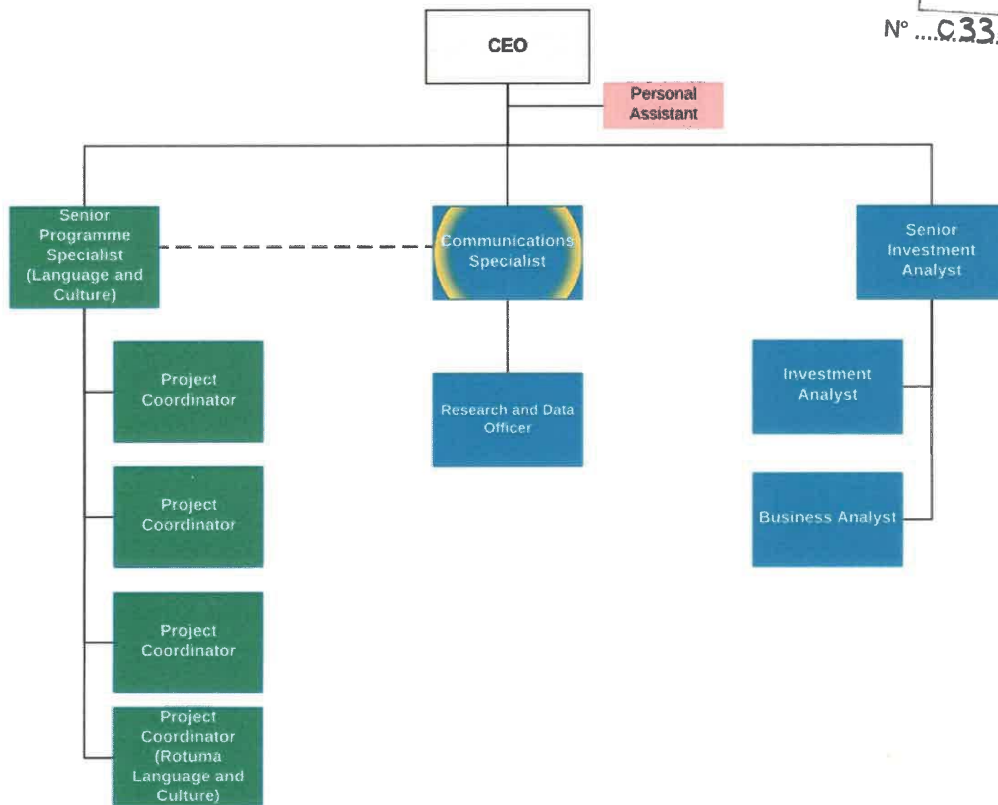 N° ....C33.
CEO
Personal
Assistant
Senior
Programme
Specialist
(Language and
Culture)
Communications
Specialist
Senior
Investment
Analyst
Project
Coordinator
Research and Data
Officer
Investment
Analyst
Project
Coordinator
Business Analyst
Project
Coordinator
Project
Coordinator
(Rotuma
Language and
Culture)